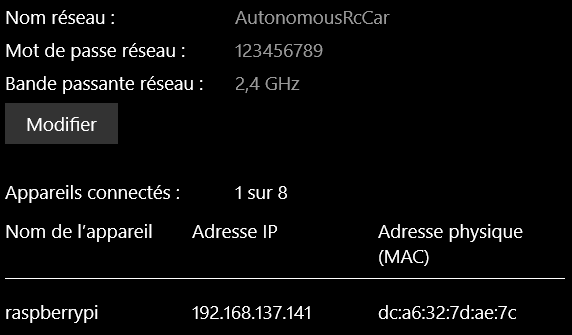 Nom réseau : AutonomousRcCar
Mot de passe réseau : 123456789
Bande passante réseau : 2,4 GHz
Modifier
Appareils connectés : 1 sur 8
Nom de l'appareil Adresse IP Adresse physique
(MAC)
raspberrypi 192.168.137.141 dc:a6:32:7d:ae:7c